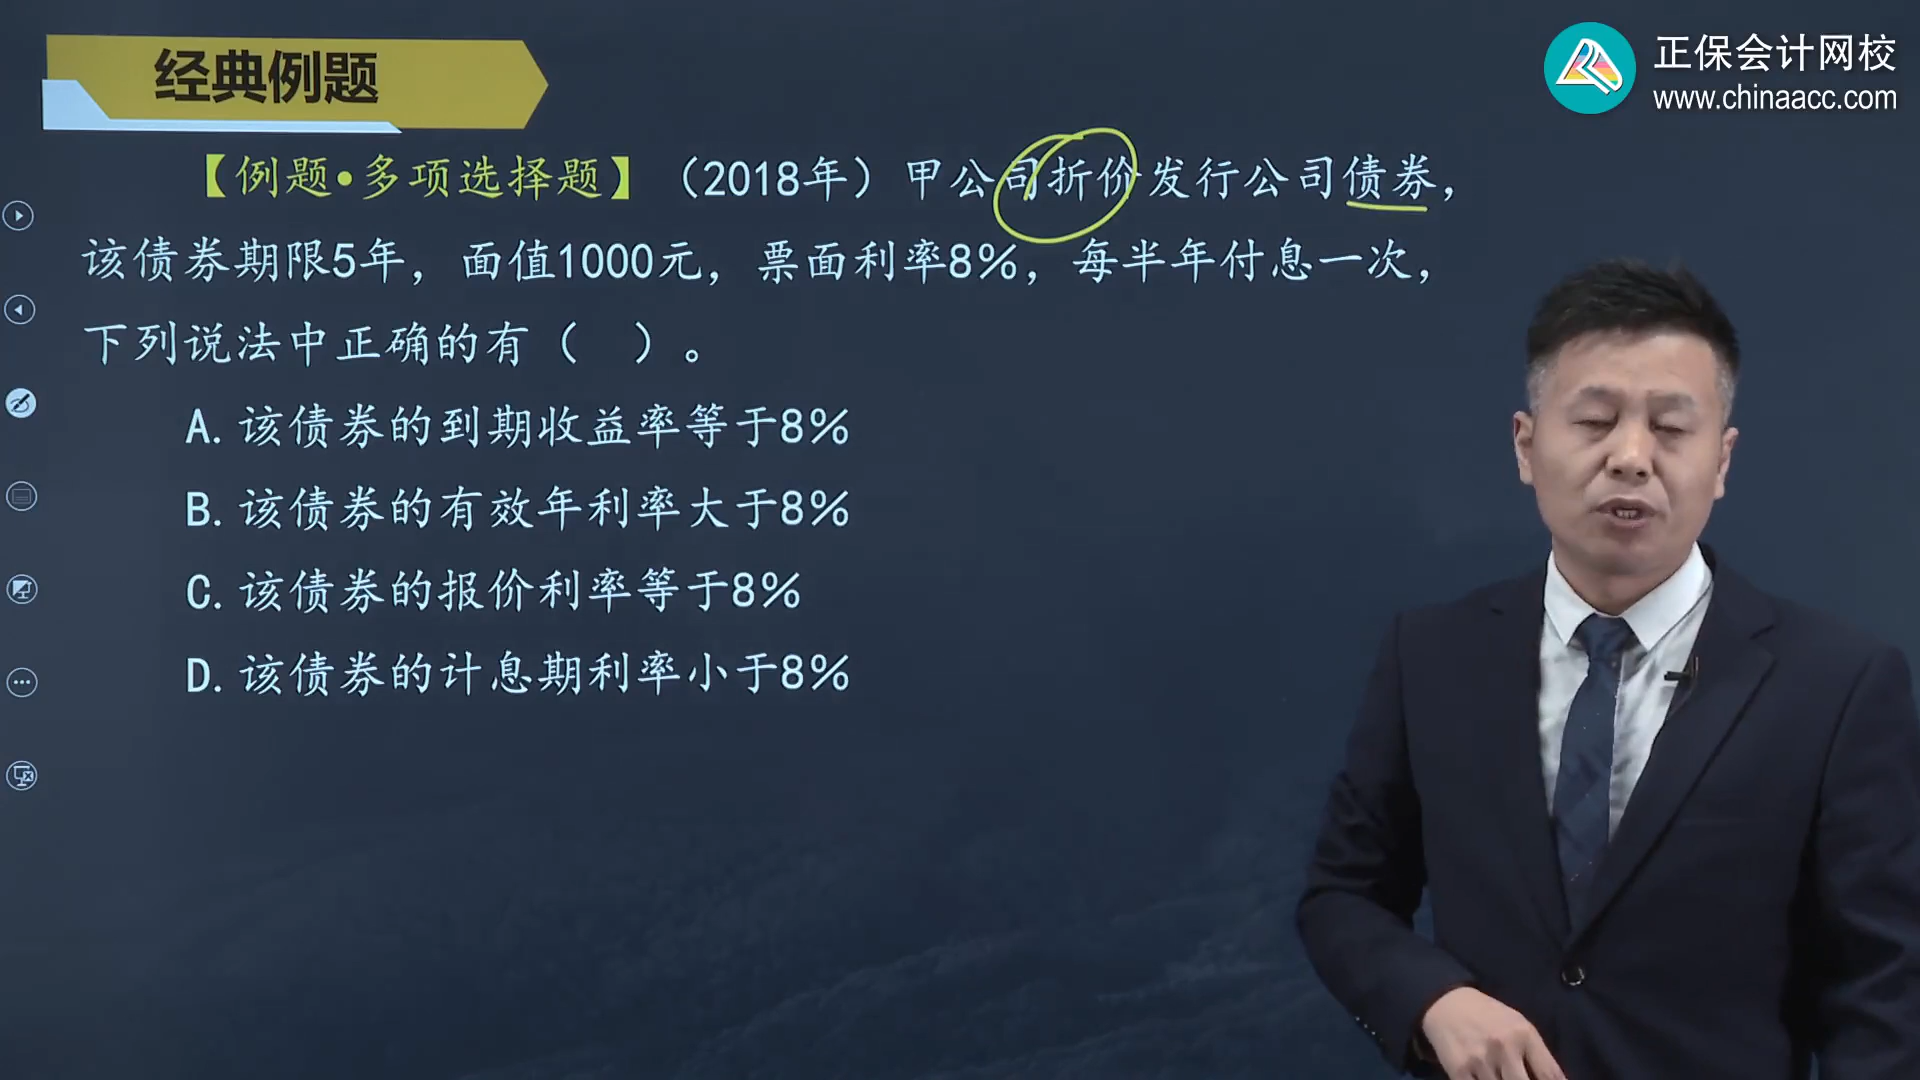 经典例题
正保会计网校
www.chinaacc.com
【例题•多项选择题】（2018年）甲公司折价发行公司债券，
该债券期限5年，面值1000元，票面利率8%，每半年付息一次，
下列说法中正确的有（ ）。
A. 该债券的到期收益率等于8%
B. 该债券的有效年利率大于8%
C. 该债券的报价利率等于8%
D. 该债券的计息期利率小于8%